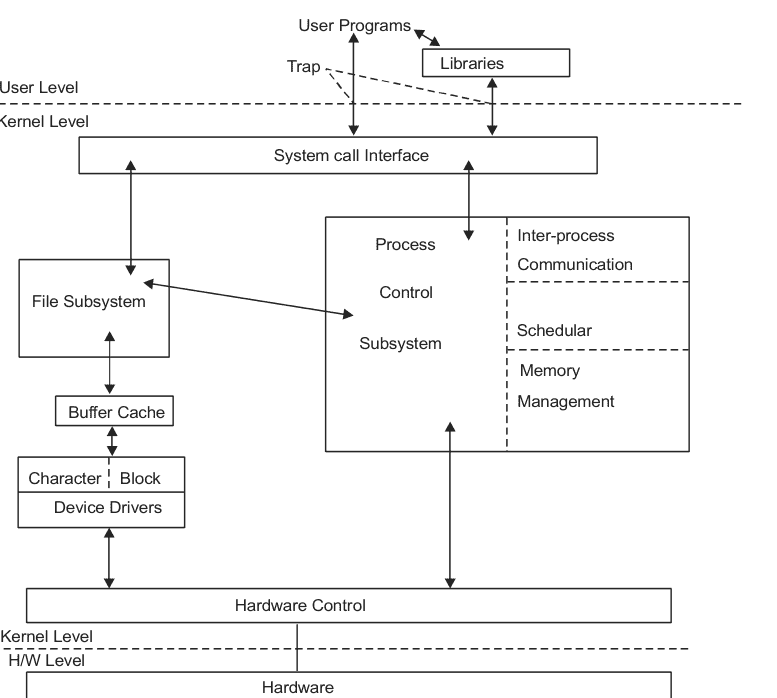 User Programs
Libraries
Trap
User Level
Kernel Level
System call Interface
Process
Control
Subsystem
Inter-process
Communication
Schedular
Memory
Management
File Subsystem
Buffer Cache
Character
Block
Device Drivers
Hardware Control
Kernel Level
H/W Level
Hardware